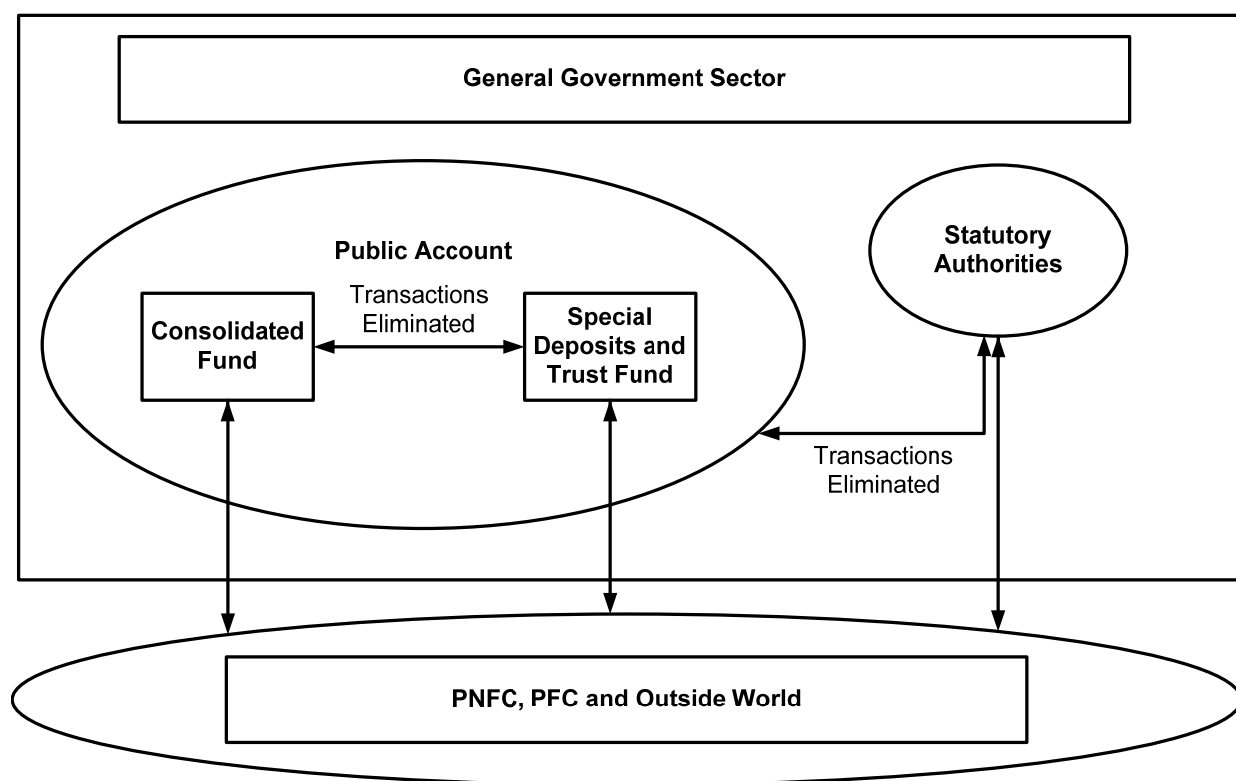 General Government Sector
Public Account
Statutory
Authorities
Transactions
Eliminated
Consolidated
Fund
Special
Deposits and
Trust Fund
Transactions
Eliminated
PNFC, PFC and Outside World